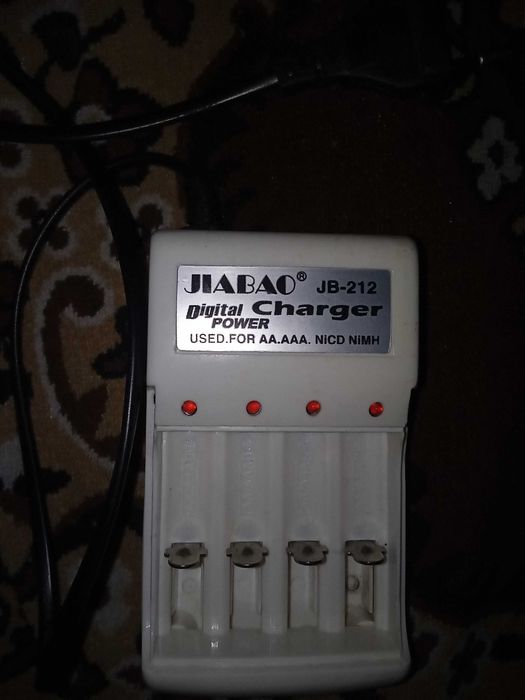 JIABAO® JB-212
Digital Charger
POWER
USED.FOR AA.AAA. NiCD NiMH